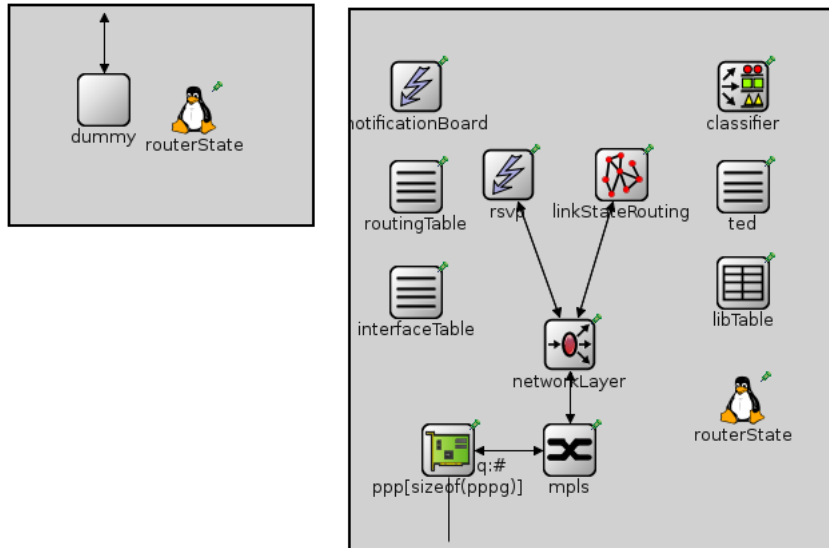 dummy
routerState
notificationBoard
classifier
routingTable
rsvp
linkStateRouting
ted
interfaceTable
libTable
networkLayer
routerState
q:#
ppp[sizeof(pppg)]
mpls